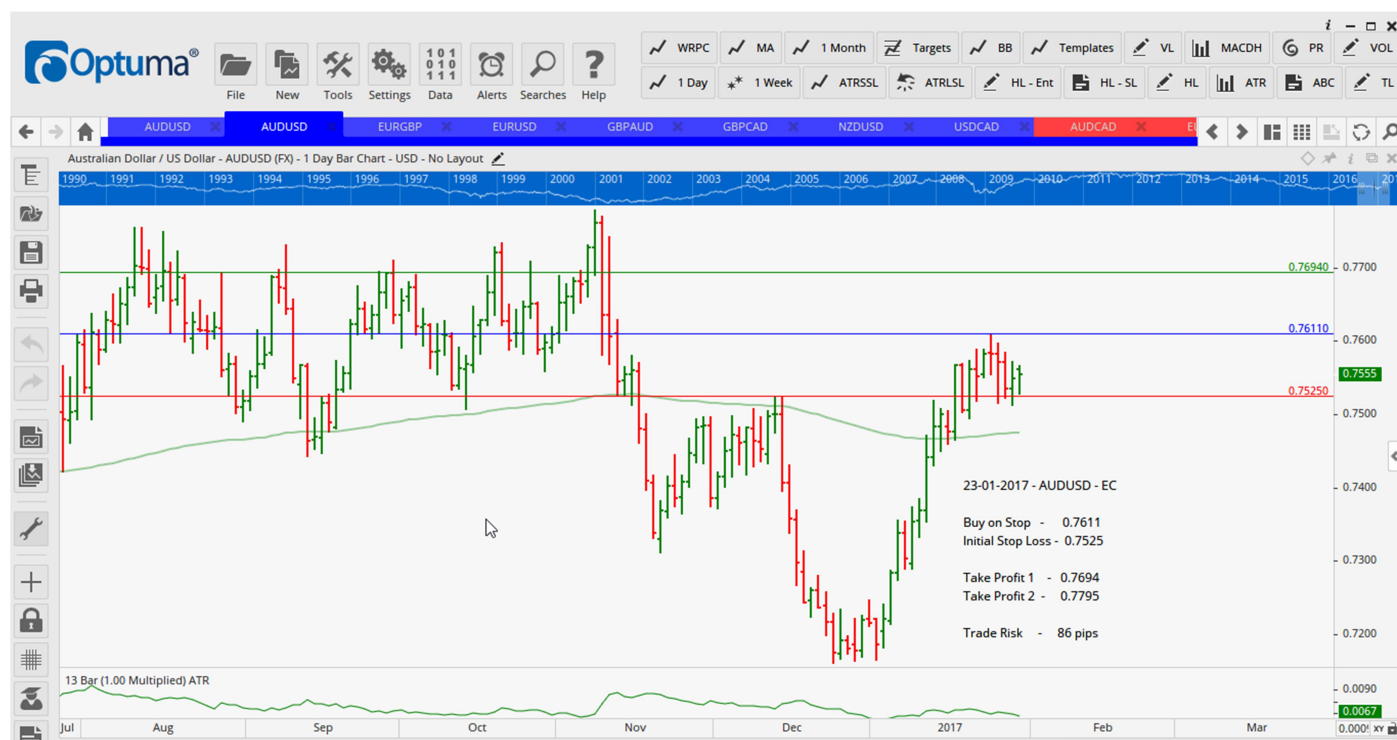 i
Optuma®
File New Tools Settings Data Alerts Searches Help
101
010
111
?
WRPC MA 1 Month Targets BB Templates VL MACDH PR VOL
1 Day 1 Week ATRSSL ATRLSL HL - Ent HL - SL HL ATR ABC TL
AUDUSD AUDUSD EURGBP EURUSD GBPAUD GBPCAD NZDUSD USDCAD AUDCAD
Australian Dollar / US Dollar - AUDUSD (FX) - 1 Day Bar Chart - USD - No Layout
1990 1991 1992 1993 1994 1995 1996 1997 1998 1999 2000 2001 2002 2003 2004 2005 2006 2007 2008 2009 2010 2011 2012 2013 2014 2015 2016
0.76940
0.7700
0.76110
0.7600
0.7555
0.75250
0.7500
0.7400
0.7300
0.7200
23-01-2017 - AUDUSD - EC
Buy on Stop - 0.7611
Initial Stop Loss - 0.7525
Take Profit 1 - 0.7694
Take Profit 2 - 0.7795
Trade Risk - 86 pips
13 Bar (1.00 Multiplied) ATR
0.0090
0.0067
Jul Aug Sep Oct Nov Dec 2017 Feb Mar
XY